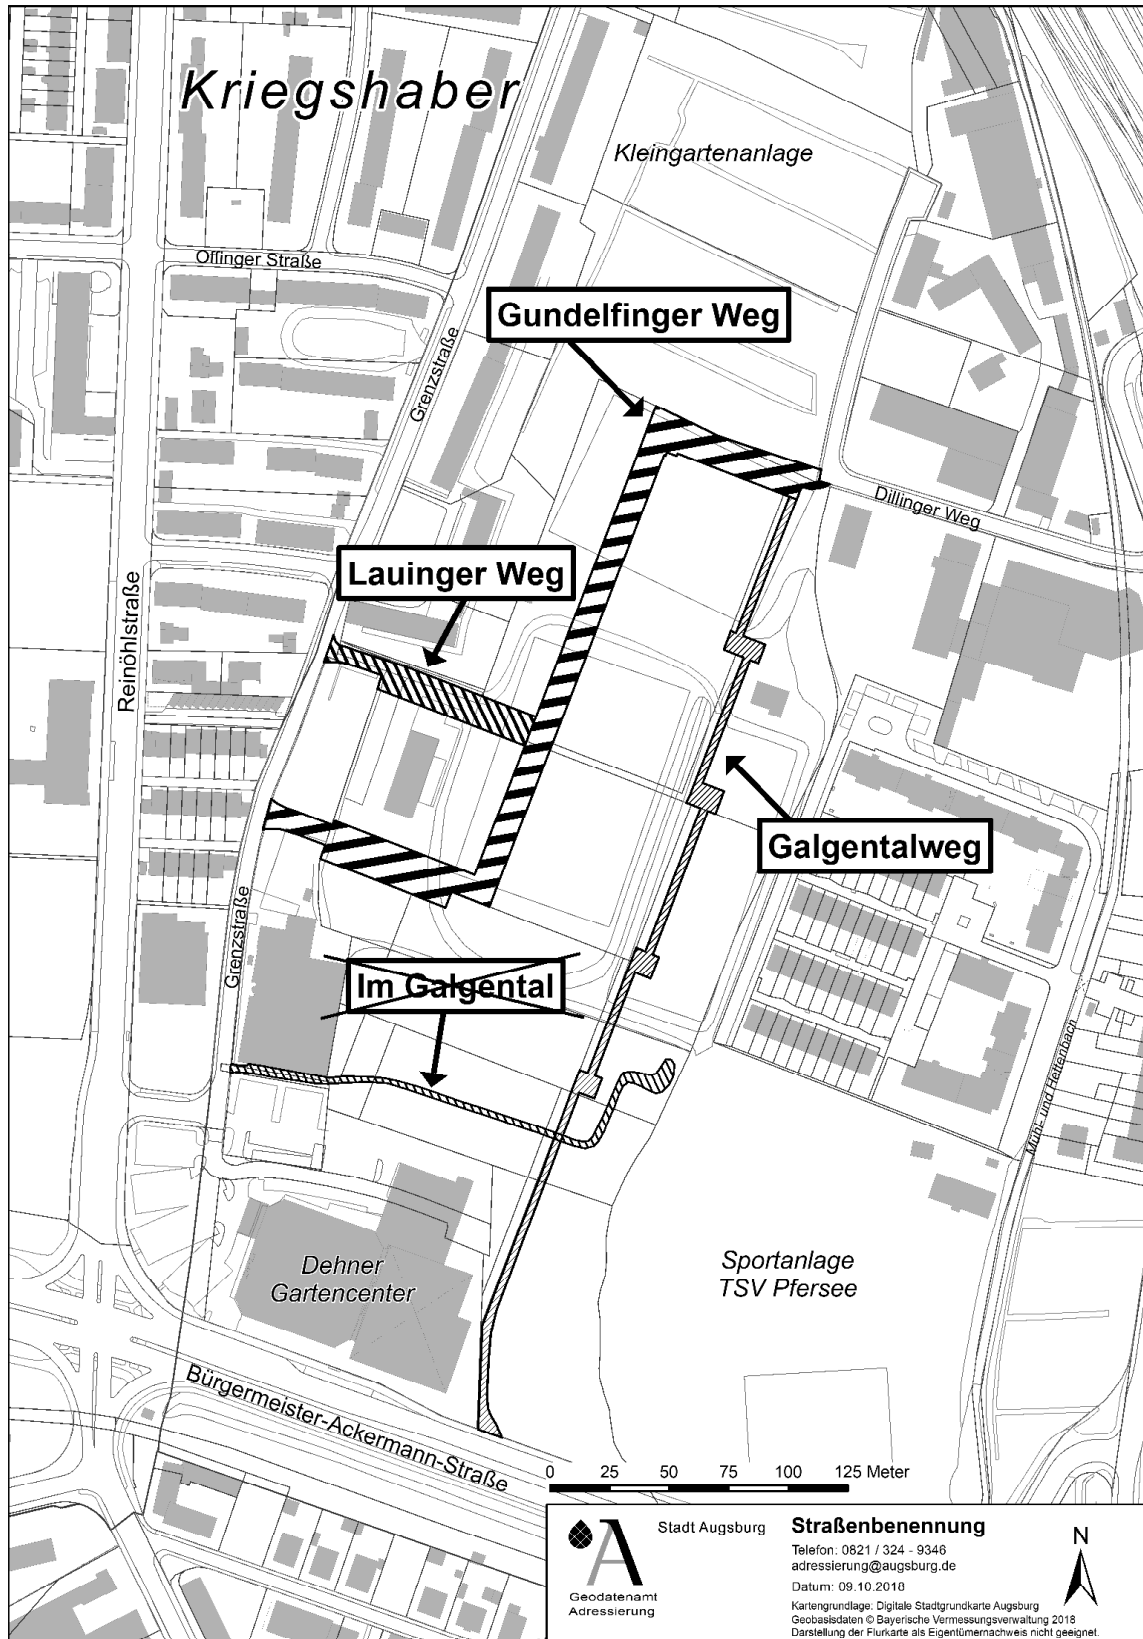 Kriegshaber
Kleingartenanlage
Offinger Straße
Gundelfinger Weg
Grenzstraße
Dillinger Weg
Lauinger Weg
Reinöhlstraße
Galgentalweg
Grenzstraße
Im Galgental
Mühl- und Hettenbach
Dehner
Gartencenter
Sportanlage
TSV Pfersee
Bürgermeister-Ackermann-Straße
0 25 50 75 100 125 Meter
Stadt Augsburg
Geodatenamt
Adressierung
Straßenbenennung
Telefon: 0821 / 324 - 9346
adressierung@augsburg.de
Datum: 09.10.2018
Kartengrundlage: Digitale Stadtgrundkarte Augsburg
Geobasisdaten © Bayerische Vermessungsverwaltung 2018
Darstellung der Flurkarte als Eigentümernachweis nicht geeignet.
N